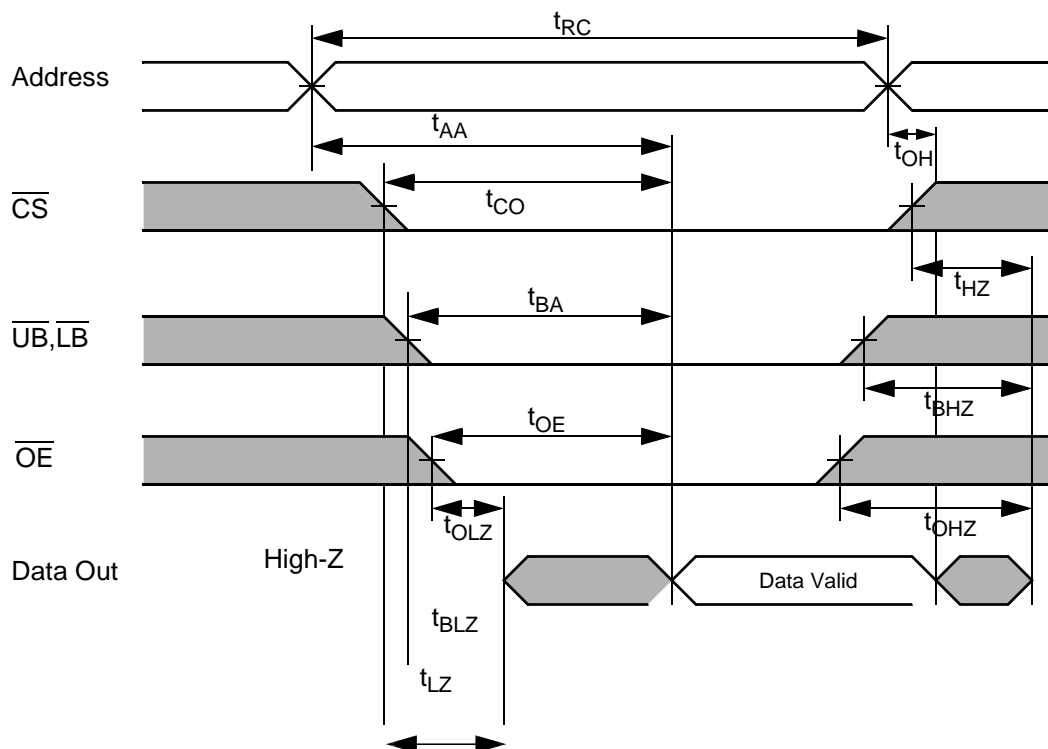 tRC
Address
tAA
tOH
CS
tCO
tHZ
tBA
UB,LB
tBHZ
tOE
OE
tOLZ
tOHZ
High-Z
Data Out
Data Valid
tBLZ
tLZ